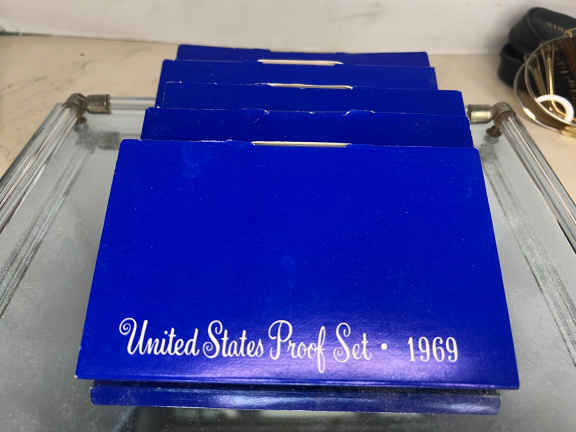 United States Proof Set • 1969